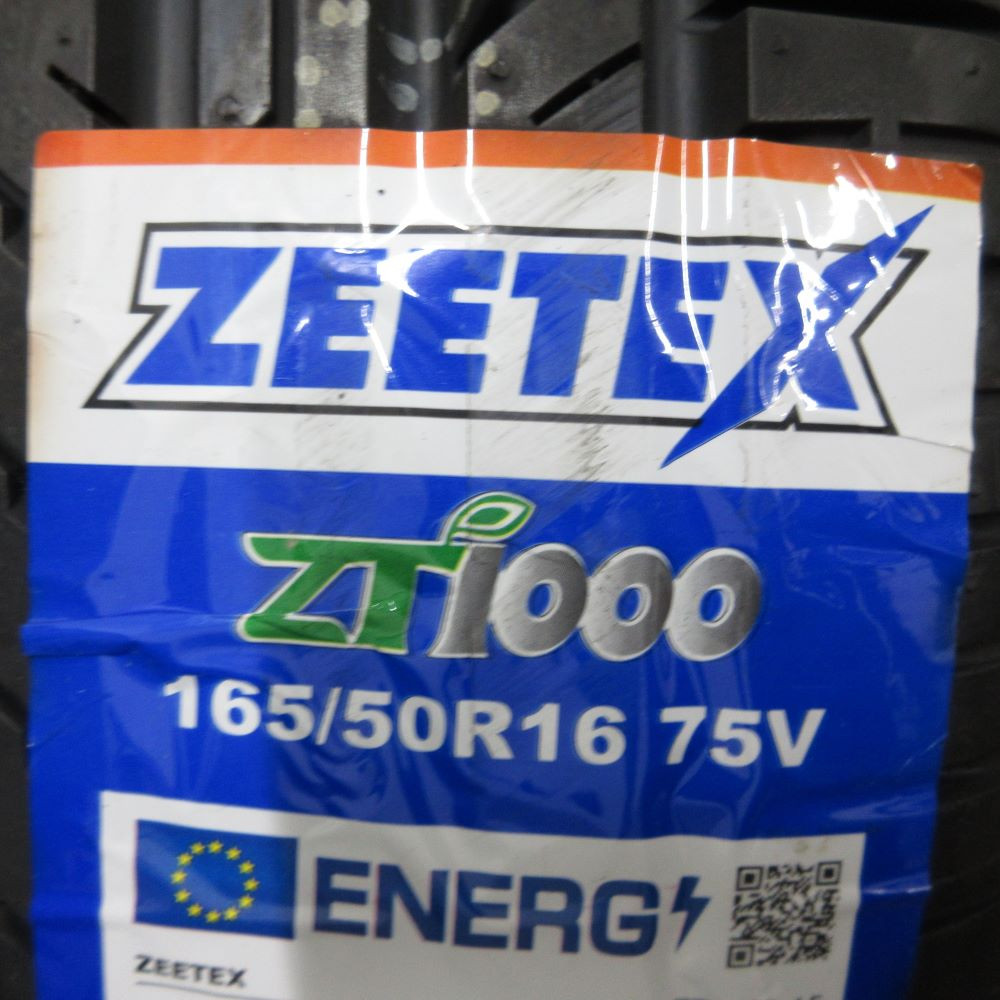 ZEETEX
ZT1000
165/50R16 75V
ENERG
ZEETEX